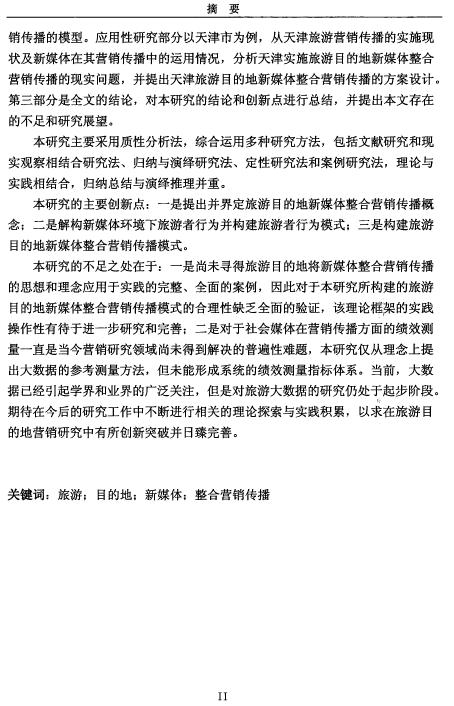 摘 要
销传播的模型。应用性研究部分以天津市为例，从天津旅游营销传播的实施现
状及新媒体在其营销传播中的运用情况，分析天津实施旅游目的地新媒体整合
营销传播的现实问题，并提出天津旅游目的地新媒体整合营销传播的方案设计。
第三部分是全文的结论，对本研究的结论和创新点进行总结，并提出本文存在
的不足和研究展望。
本研究主要采用质性分析法，综合运用多种研究方法，包括文献研究和现
实观察相结合研究法、归纳与演绎研究法、定性研究法和案例研究法，理论与
实践相结合，归纳总结与演绎推理并重。
本研究的主要创新点：一是提出并界定旅游目的地新媒体整合营销传播概
念；二是解构新媒体环境下旅游者行为并构建旅游者行为模式；三是构建旅游
目的地新媒体整合营销传播模式。
本研究的不足之处在于：一是尚未寻得旅游目的地将新媒体整合营销传播
的思想和理念应用于实践的完整、全面的案例，因此对于本研究所构建的旅游
目的地新媒体整合营销传播模式的合理性缺乏全面的验证，该理论框架的实践
操作性有待于进一步研究和完善；二是对于社会媒体在营销传播方面的绩效测
量一直是当今营销研究领域尚未得到解决的普遍性难题，本研究仅从理念上提
出大数据的参考测量方法，但未能形成系统的绩效测量指标体系。当前，大数
据已经引起学界和业界的广泛关注，但是对旅游大数据的研究仍处于起步阶段。
期待在今后的研究工作中不断进行相关的理论探索与实践积累，以求在旅游目
的地营销研究中有所创新突破并日臻完善。
关键词：旅游；目的地；新媒体；整合营销传播
II